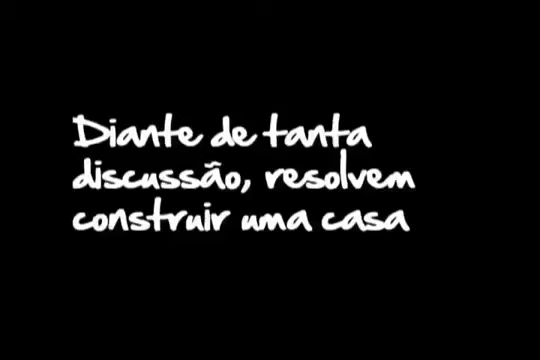 Diante de tanta
discussão, resolvem
construir uma casa